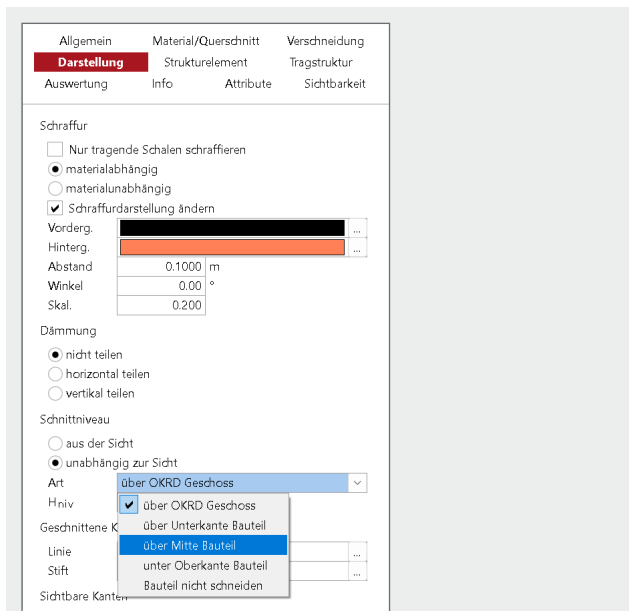 Allgemein Material/Querschnitt Verschneidung
Darstellung Strukturelement Tragstruktur
Auswertung Info Attribute Sichtbarkeit
Schraffur
Nur tragende Schalen schraffieren
materialabhängig
materialunabhängig
Schraffurdarstellung ändern
Vorderg. ...
Hinterg. ...
Abstand 0.1000 m
Winkel 0.00 °
Skal. 0.200
Dämmung
nicht teilen
horizontal teilen
vertikal teilen
Schnittniveau
aus der Sicht
unabhängig zur Sicht
Art über OKRD Geschoss
Hniv über OKRD Geschoss
Geschnittene K über Unterkante Bauteil
Linie über Mitte Bauteil ...
Stift unter Oberkante Bauteil ...
Bauteil nicht schneiden
Sichtbare Kanten